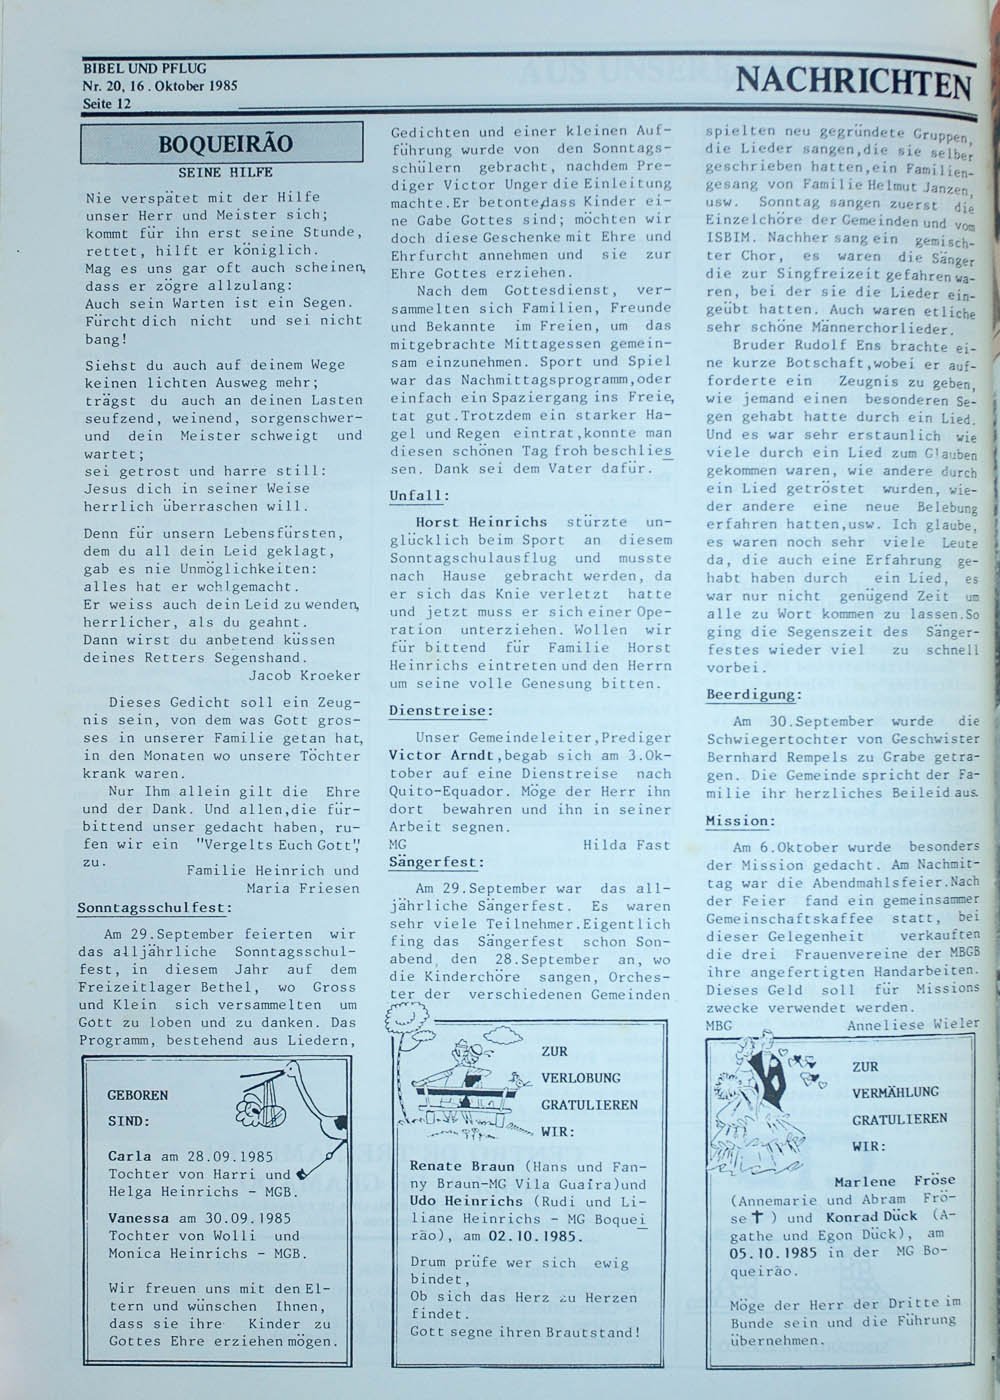 BIBEL UND PFLUG
Nr. 20, 16. Oktober 1985
Seite 12
NACHRICHTEN
BOQUEIRÃO
SEINE HILFE
Nie verspätet mit der Hilfe
unser Herr und Meister sich;
kommt für ihn erst seine Stunde,
rettet, hilft er königlich.
Mag es uns gar oft auch scheinen,
dass er zögre allzulang:
Auch sein Warten ist ein Segen.
Fürcht dich nicht und sei nicht
bang!
Siehst du auch auf deinem Wege
keinen lichten Ausweg mehr;
trägst du auch an deinen Lasten
seufzend, weinend, sorgenschwer-
und dein Meister schweigt und
wartet;
sei getrost und harre still:
Jesus dich in seiner Weise
herrlich überraschen will.
Denn für unsern Lebensfürsten,
dem du all dein Leid geklagt,
gab es nie Unmöglichkeiten:
alles hat er wohlgemacht.
Er weiss auch dein Leid zu wenden,
herrlicher, als du geahnt.
Dann wirst du anbetend küssen
deines Retters Segenshand.
Jacob Kroeker
Dieses Gedicht soll ein Zeug-
nis sein, von dem was Gott gros-
ses in unserer Familie getan hat,
in den Monaten wo unsere Töchter
krank waren.
Nur Ihm allein gilt die Ehre
und der Dank. Und allen,die für-
bittend unser gedacht haben, ru-
fen wir ein "Vergelts Euch Gott",
zu.
Familie Heinrich und
Maria Friesen
Sonntagsschulfest:
Am 29.September feierten wir
das alljährliche Sonntagsschul-
fest, in diesem Jahr auf dem
Freizeitlager Bethel, wo Gross
und Klein sich versammelten um
Gott zu loben und zu danken. Das
Programm, bestehend aus Liedern,
Gedichten und einer kleinen Auf-
führung wurde von den Sonntags-
schülern gebracht, nachdem Pre-
diger Victor Unger die Einleitung
machte.Er betonte,dass Kinder ei-
ne Gabe Gottes sind; möchten wir
doch diese Geschenke mit Ehre und
Ehrfurcht annehmen und sie zur
Ehre Gottes erziehen.
Nach dem Gottesdienst, ver-
sammelten sich Familien, Freunde
und Bekannte im Freien, um das
mitgebrachte Mittagessen gemein-
sam einzunehmen. Sport und Spiel
war das Nachmittagsprogramm,oder
einfach ein Spaziergang ins Freie,
tat gut.Trotzdem ein starker Ha-
gel und Regen eintrat,konnte man
diesen schönen Tag froh beschlies
sen. Dank sei dem Vater dafür.
Unfall:
Horst Heinrichs stürzte un-
glücklich beim Sport an diesem
Sonntagschulausflug und musste
nach Hause gebracht werden, da
er sich das Knie verletzt hatte
und jetzt muss er sich einer Ope-
ration unterziehen. Wollen wir
für bittend für Familie Horst
Heinrichs eintreten und den Herrn
um seine volle Genesung bitten.
Dienstreise:
Unser Gemeindeleiter,Prediger
Victor Arndt,begab sich am 3.Ok-
tober auf eine Dienstreise nach
Quito-Equador. Möge der Herr ihn
dort bewahren und ihn in seiner
Arbeit segnen.
MG Hilda Fast
Sängerfest:
Am 29.September war das all-
jährliche Sängerfest. Es waren
sehr viele Teilnehmer.Eigentlich
fing das Sängerfest schon Son-
abend, den 28.September an, wo
die Kinderchöre sangen, Orches-
ter der verschiedenen Gemeinden
spielten neu gegründete Gruppen,
die Lieder sangen,die sie selber
geschrieben hatten,ein Familien-
gesang von Familie Helmut Janzen,
usw. Sonntag sangen zuerst die
Einzelchöre der Gemeinden und vom
ISBIM. Nachher sang ein gemisch-
ter Chor, es waren die Sänger
die zur Singfreizeit gefahren wa-
ren, bei der sie die Lieder ein-
geübt hatten. Auch waren etliche
sehr schöne Männerchorlieder.
Bruder Rudolf Ens brachte ei-
ne kurze Botschaft,wobei er auf-
forderte ein Zeugnis zu geben,
wie jemand einen besonderen Se-
gen gehabt hatte durch ein Lied.
Und es war sehr erstaunlich wie
viele durch ein Lied zum Glauben
gekommen waren, wie andere durch
ein Lied getröstet wurden, wie-
der andere eine neue Belebung
erfahren hatten,usw. Ich glaube,
es waren noch sehr viele Leute
da, die auch eine Erfahrung ge-
habt haben durch ein Lied, es
war nur nicht genügend Zeit um
alle zu Wort kommen zu lassen.So
ging die Segenszeit des Sänger-
festes wieder viel zu schnell
vorbei.
Beerdigung:
Am 30.September wurde die
Schwiegertochter von Geschwister
Bernhard Rempels zu Grabe getra-
gen. Die Gemeinde spricht der Fa-
milie ihr herzliches Beileid aus.
Mission:
Am 6.Oktober wurde besonders
der Mission gedacht. Am Nachmit-
tag war die Abendmahlsfeier.Nach
der Feier fand ein gemeinsamer
Gemeinschaftskaffee statt, bei
dieser Gelegenheit verkauften
die drei Frauenvereine der MBGB
ihre angefertigten Handarbeiten.
Dieses Geld soll für Missions
zwecke verwendet werden.
MBG Anneliese Wieler
GEBOREN
SIND:
Carla am 28.09.1985
Tochter von Harri und
Helga Heinrichs - MGB.
Vanessa am 30.09.1985
Tochter von Wolli und
Monica Heinrichs - MGB.
Wir freuen uns mit den El-
tern und wünschen Ihnen,
dass sie ihre Kinder zu
Gottes Ehre erziehen mögen.
ZUR
VERLOBUNG
GRATULIEREN
WIR:
Renate Braun (Hans und Fan-
ny Braun-MG Vila Guaíra)und
Udo Heinrichs (Rudi und Li-
liane Heinrichs - MG Boquei
rão), am 02.10.1985.
Drum prüfe wer sich ewig
bindet,
Ob sich das Herz zu Herzen
findet.
Gott segne ihren Brautstand!
ZUR
VERMÄHLUNG
GRATULIEREN
WIR:
Marlene Fröse
(Annemarie und Abram Frö-
se ✝) und Konrad Dück (A-
gathe und Egon Dück), am
05.10.1985 in der MG Bo-
queirão.
Möge der Herr der Dritte im
Bunde sein und die Führung
übernehmen.